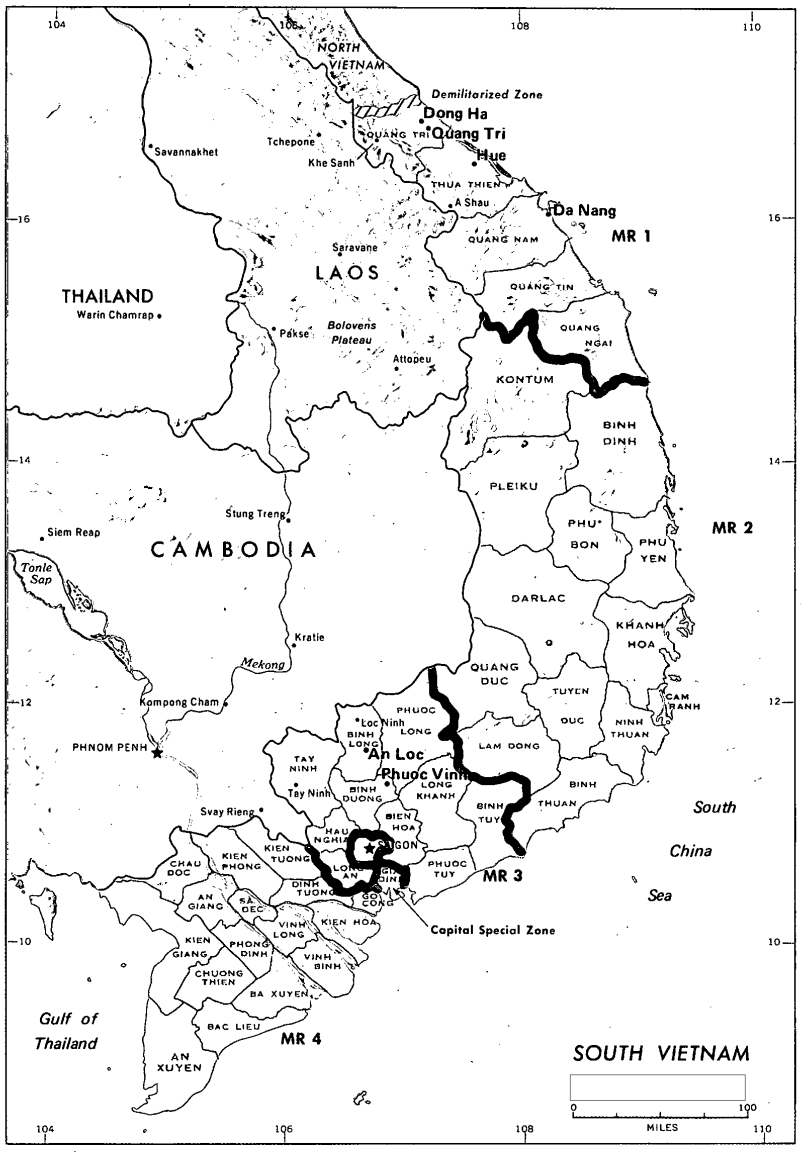 104
106
108
110
NORTH
VIETNAM
Demilitarized Zone
Dong Ha
QUANG TRI
Quang Tri
Tchepone
Khe Sanh
Hue
Savannakhet
THUA THIEN
A Shau
16
Da Nang
16
MR 1
QUANG NAM
Saravane
LAOS
QUANG TIN
THAILAND
Warin Chamrap
Pakse
Bolovens
Plateau
QUANG
NGAI
Attopeu
KONTUM
BINH
DINH
14
14
PLEIKU
Stung Treng
Siem Reap
PHU
BON
MR 2
PHU
YEN
CAMBODIA
Tonle
Sap
DARLAC
KHANH
HOA
Kratie
Mekong
QUANG
DUC
TUYEN
DUC
CAM
RANH
Kompong Cham
12
12
PHUOC
LONG
Loc Ninh
BINH
LONG
NINH
THUAN
PHNOM PENH
An Loc
LAM DONG
TAY
NINH
Phuoc Vinh
Tay Ninh
BINH
DUONG
LONG
KHANH
BINH
THUAN
BINH
TUY
Svay Rieng
BIEN
HOA
South
China
Sea
HAU
NGHIA
SAIGON
KIEN
TUONG
KIEN
PHONG
CHAU
DOC
LONG
AN
GIA
DINH
PHUOC
TUY
MR 3
DINH
TUONG
GO
CONG
AN
GIANG
SA
DEC
KIEN HOA
VINH
LONG
Capital Special Zone
10
10
KIEN
GIANG
PHONG
DINH
VINH
BINH
CHUONG
THIEN
BA XUYEN
Gulf of
Thailand
BAC LIEU
MR 4
AN
XUYEN
SOUTH VIETNAM
0
100
MILES
104
106
108
110